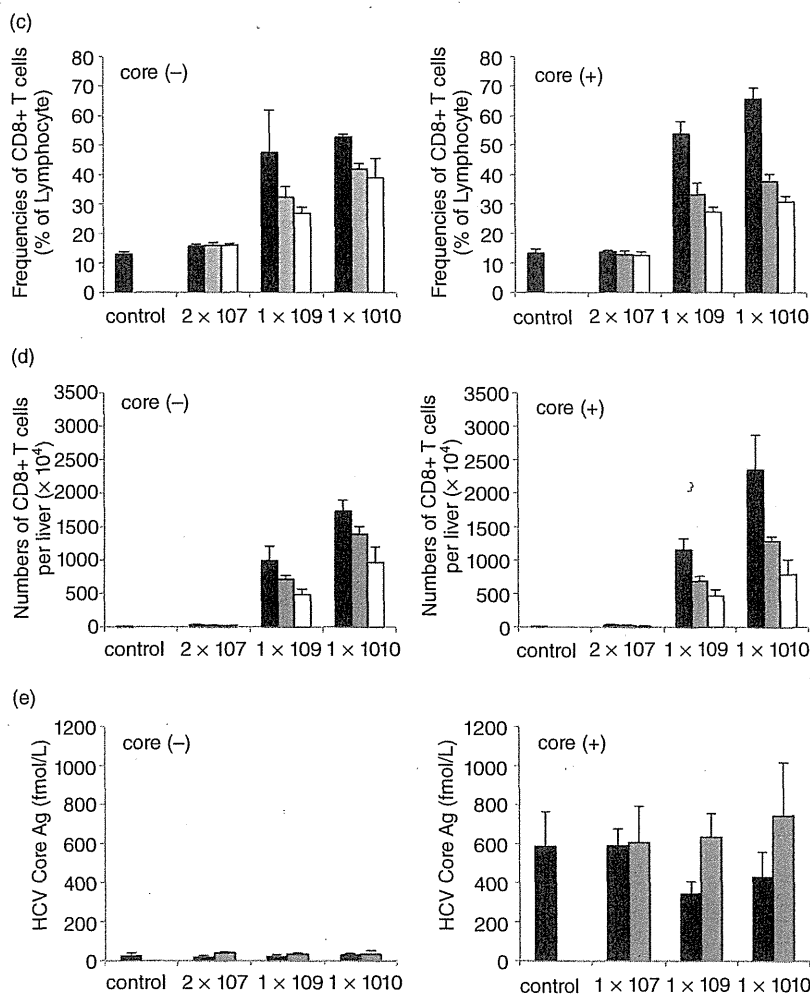 (c)
Frequencies of CD8+ T cells
(% of Lymphocyte)
80
70
60
50
40
30
20
10
0
core (–)
control 2 × 107 1 × 109 1 × 1010
Frequencies of CD8+ T cells
(% of Lymphocyte)
80
70
60
50
40
30
20
10
0
core (+)
control 2 × 107 1 × 109 1 × 1010
(d)
Numbers of CD8+ T cells
per liver (× 10⁴)
3500
3000
2500
2000
1500
1000
500
0
core (–)
control 2 × 107 1 × 109 1 × 1010
Numbers of CD8+ T cells
per liver (× 10⁴)
3500
3000
2500
2000
1500
1000
500
0
core (+)
control 2 × 107 1 × 109 1 × 1010
(e)
HCV Core Ag (fmol/L)
1200
1000
800
600
400
200
0
core (–)
control 2 × 107 1 × 109 1 × 1010
HCV Core Ag (fmol/L)
1200
1000
800
600
400
200
0
core (+)
control 1 × 107 1 × 109 1 × 1010